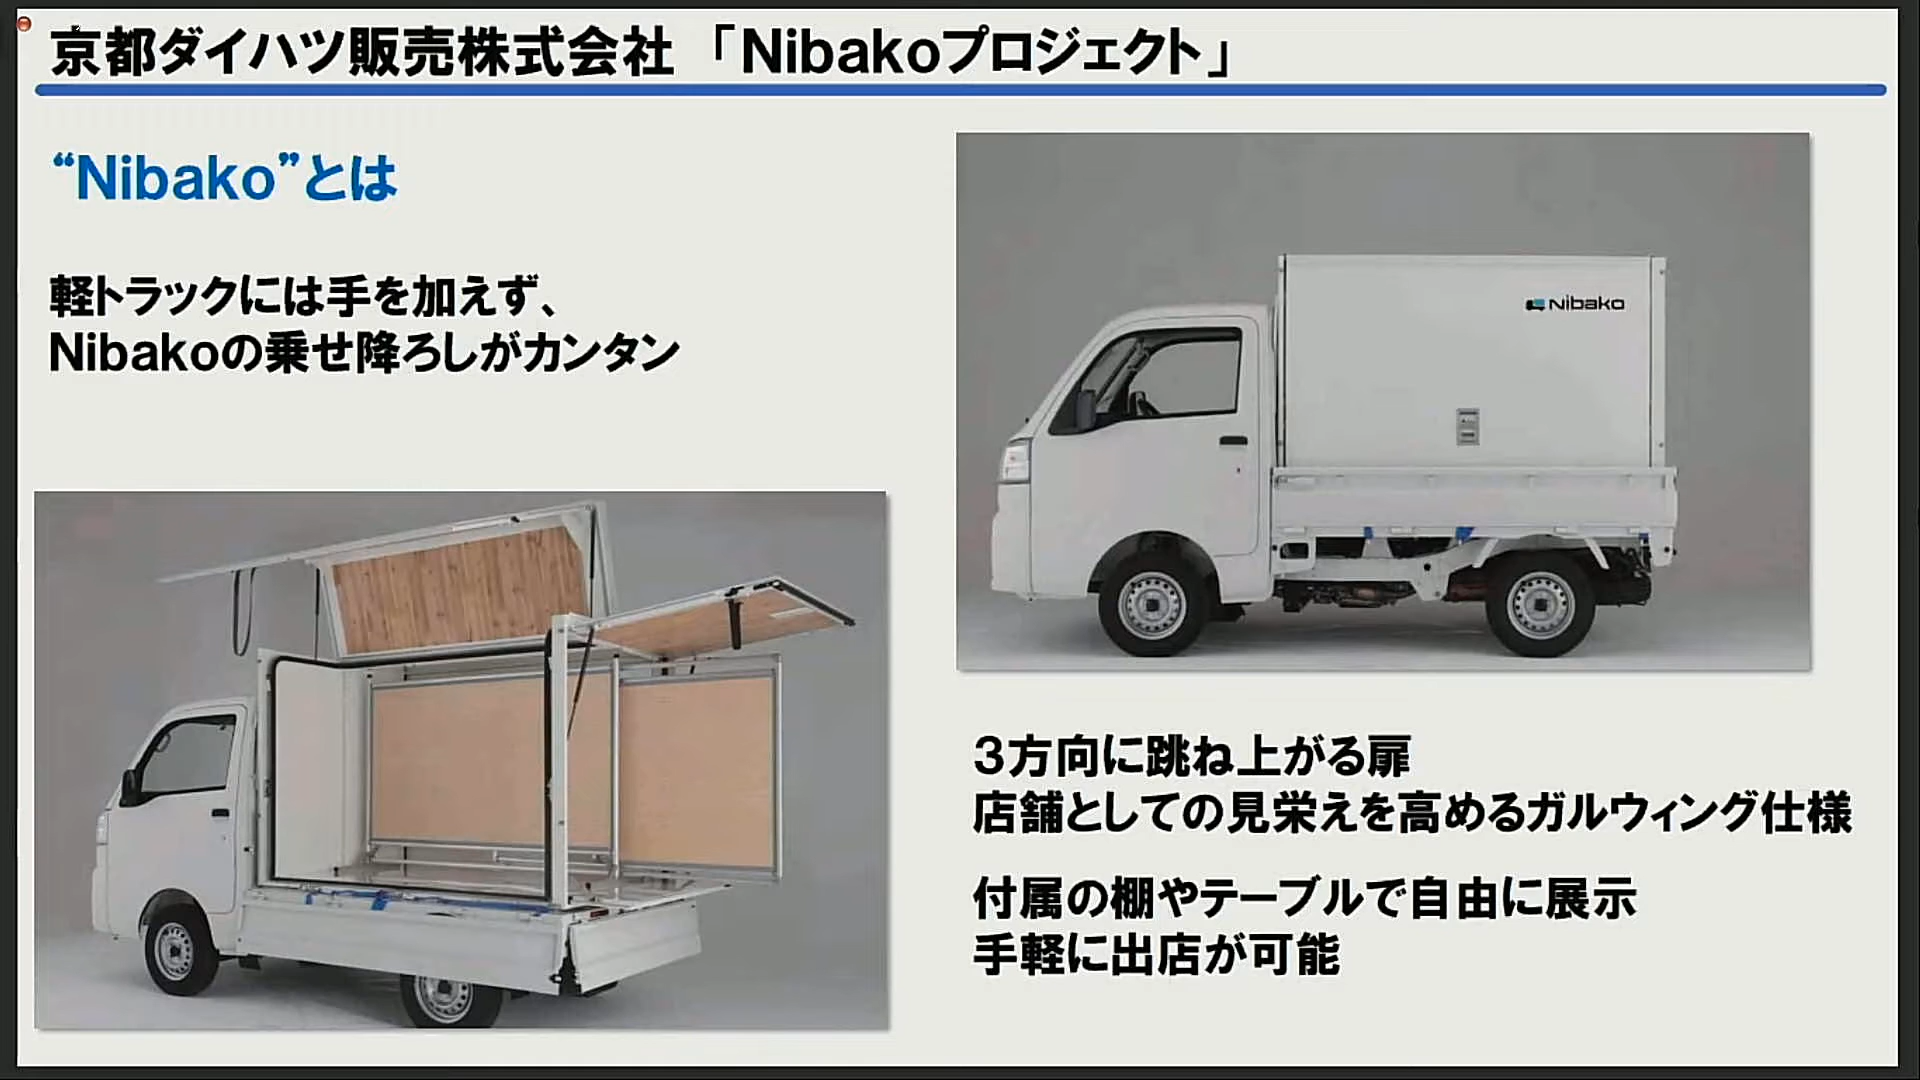 京都ダイハツ販売株式会社 「Nibakoプロジェクト」
“Nibako”とは
軽トラックには手を加えず、
Nibakoの乗せ降ろしがカンタン
Nibako
3方向に跳ね上がる扉
店舗としての見栄えを高めるガルウィング仕様
付属の棚やテーブルで自由に展示
手軽に出店が可能